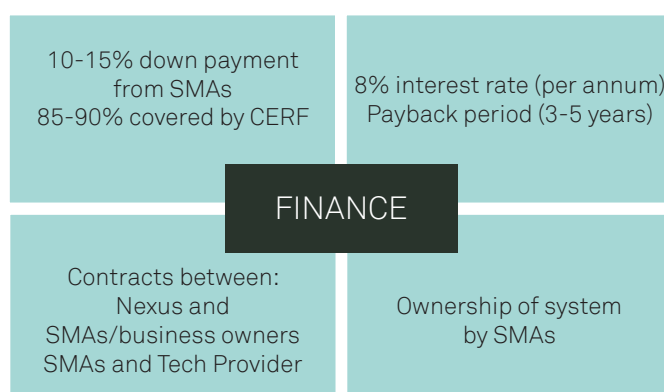 10-15% down payment
from SMAs
85-90% covered by CERF
8% interest rate (per annum)
Payback period (3-5 years)
FINANCE
Contracts between:
Nexus and
SMAs/business owners
SMAs and Tech Provider
Ownership of system
by SMAs